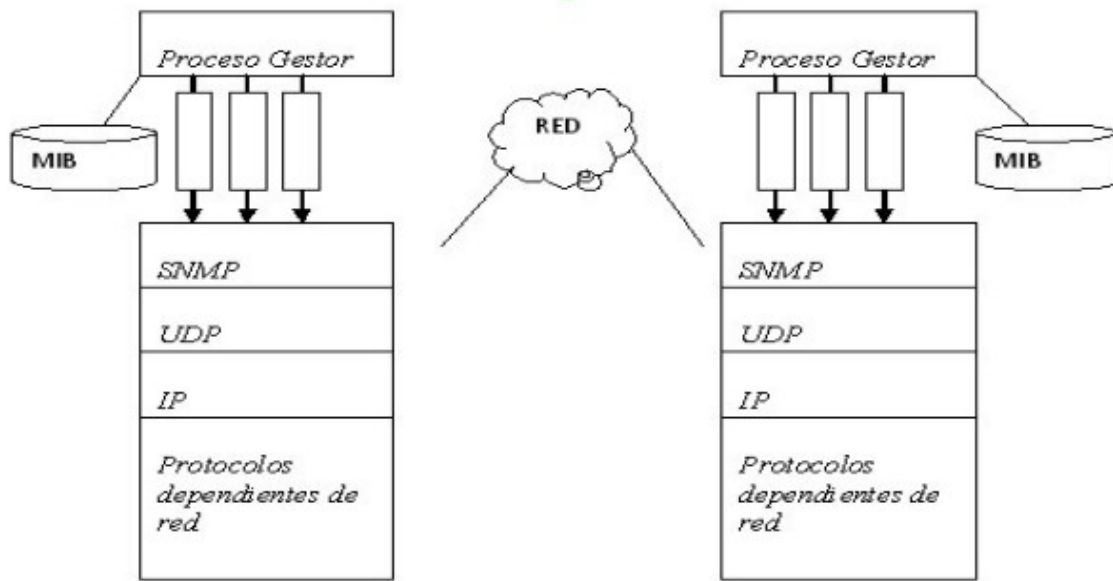 Proceso Gestor
MIB
SNMP
UDP
IP
Protocolos
dependientes de
red
RED
Proceso Gestor
MIB
SNMP
UDP
IP
Protocolos
dependientes de
red